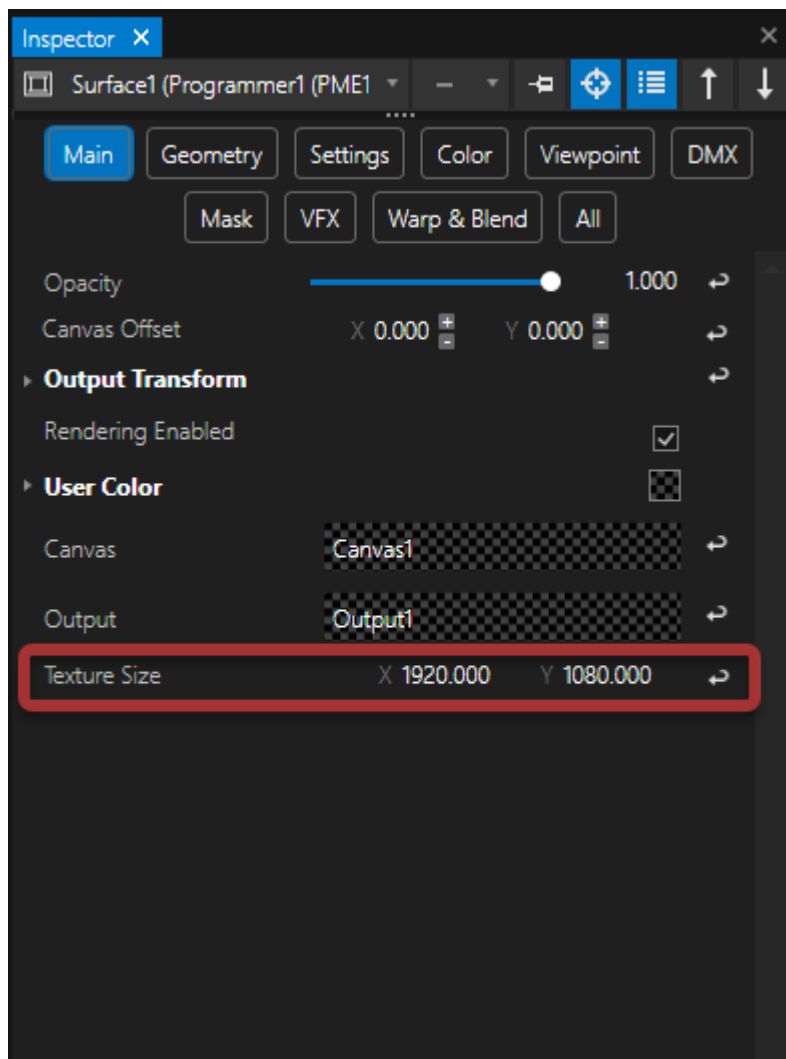 Inspector
Surface1 (Programmer1 (PME1
Main Geometry Settings Color Viewpoint DMX
Mask VFX Warp & Blend All
Opacity 1.000
Canvas Offset X 0.000 + - Y 0.000 + -
Output Transform
Rendering Enabled
User Color
Canvas Canvas1
Output Output1
Texture Size X 1920.000 Y 1080.000